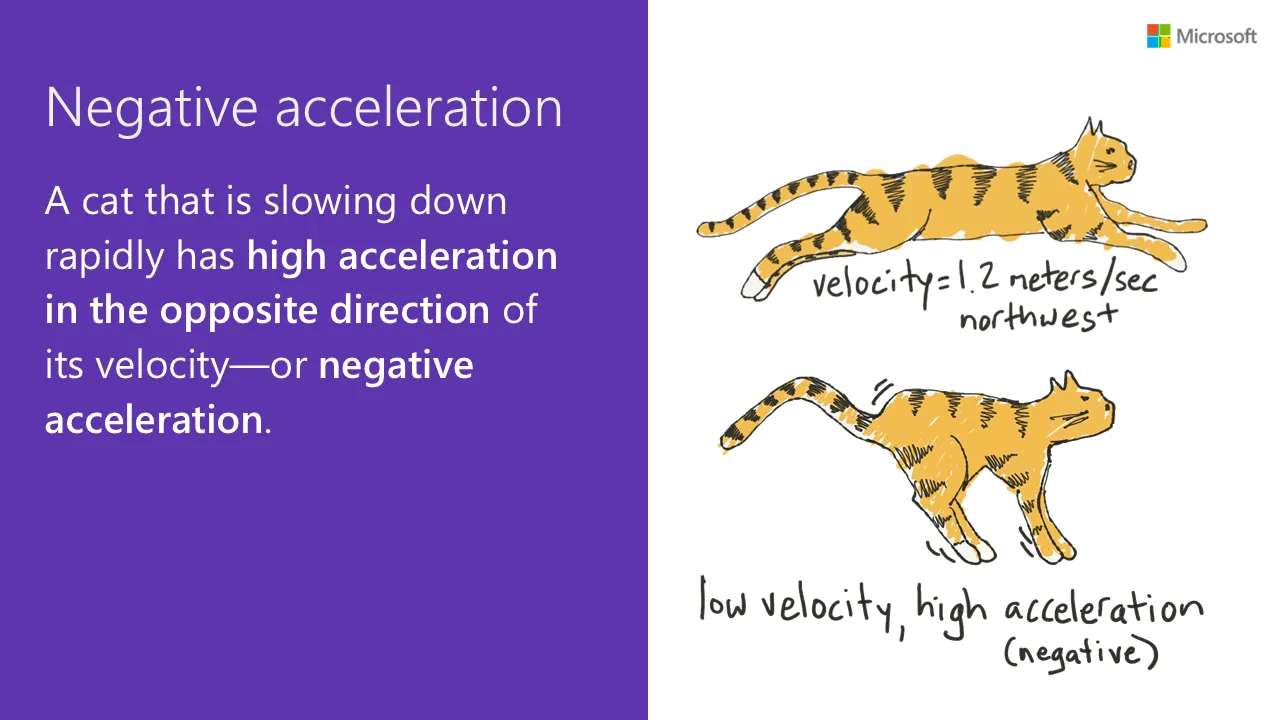 Microsoft
Negative acceleration
A cat that is slowing down
rapidly has high acceleration
in the opposite direction of
its velocity—or negative
acceleration.
velocity=1.2 meters/sec
northwest
low velocity, high acceleration
(negative)